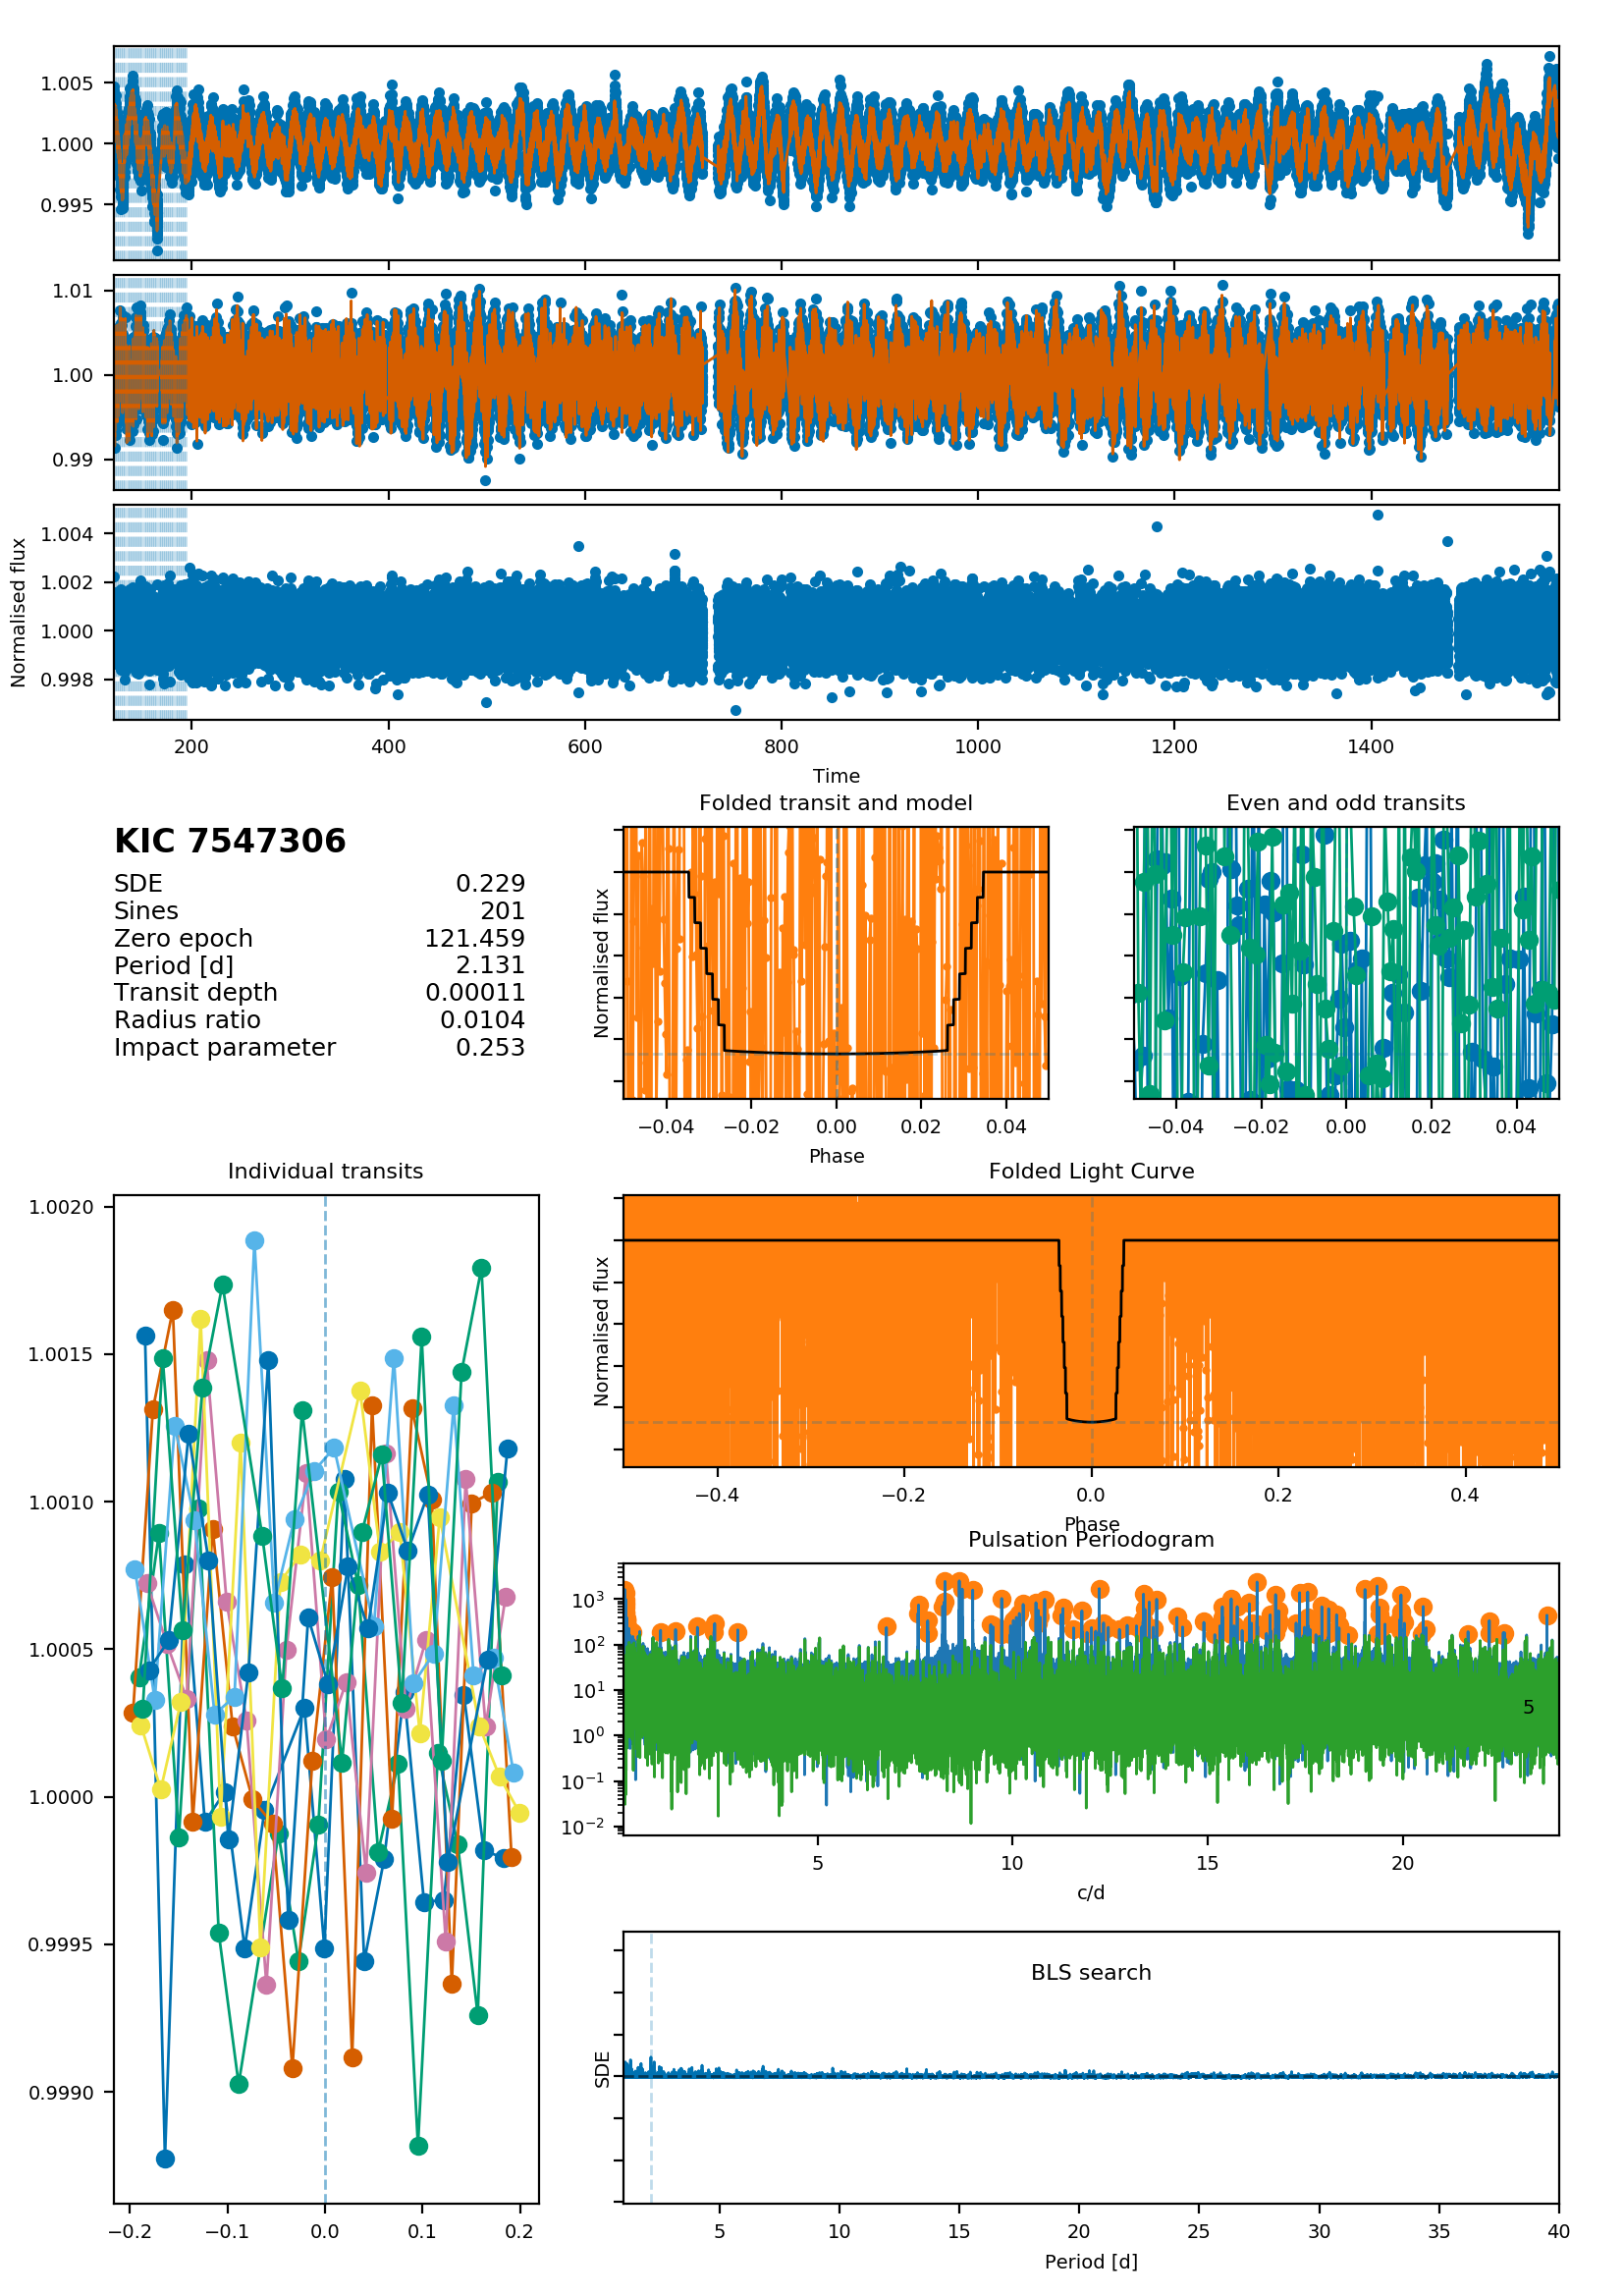 1.005
1.000
0.995
1.01
1.00
0.99
1.004
1.002
1.000
0.998
Normalised flux
200 400 600 800 1000 1200 1400
Time
KIC 7547306
SDE 0.229
Sines 201
Zero epoch 121.459
Period [d] 2.131
Transit depth 0.00011
Radius ratio 0.0104
Impact parameter 0.253
Folded transit and model
Normalised flux
−0.04 −0.02 0.00 0.02 0.04
Phase
Even and odd transits
−0.04 −0.02 0.00 0.02 0.04
Individual transits
1.0020
1.0015
1.0010
1.0005
1.0000
0.9995
0.9990
−0.2 −0.1 0.0 0.1 0.2
Folded Light Curve
Normalised flux
−0.4 −0.2 0.0 0.2 0.4
Phase
Pulsation Periodogram
10³
10²
10¹
10⁰
10⁻¹
10⁻²
5
5 10 15 20
c/d
BLS search
SDE
5 10 15 20 25 30 35 40
Period [d]